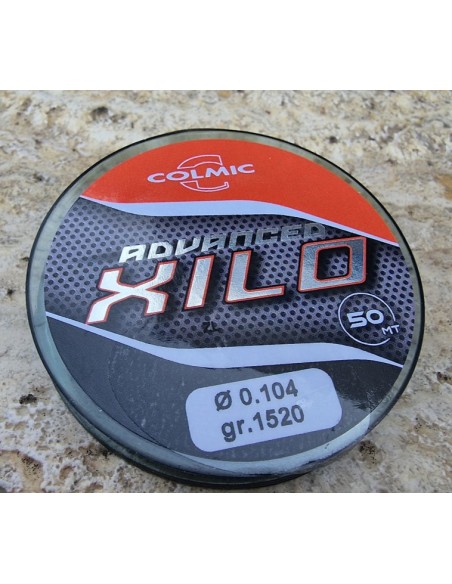 COLMIC
ADVANCED
XILO
50 MT
Ø 0.104
gr.1520